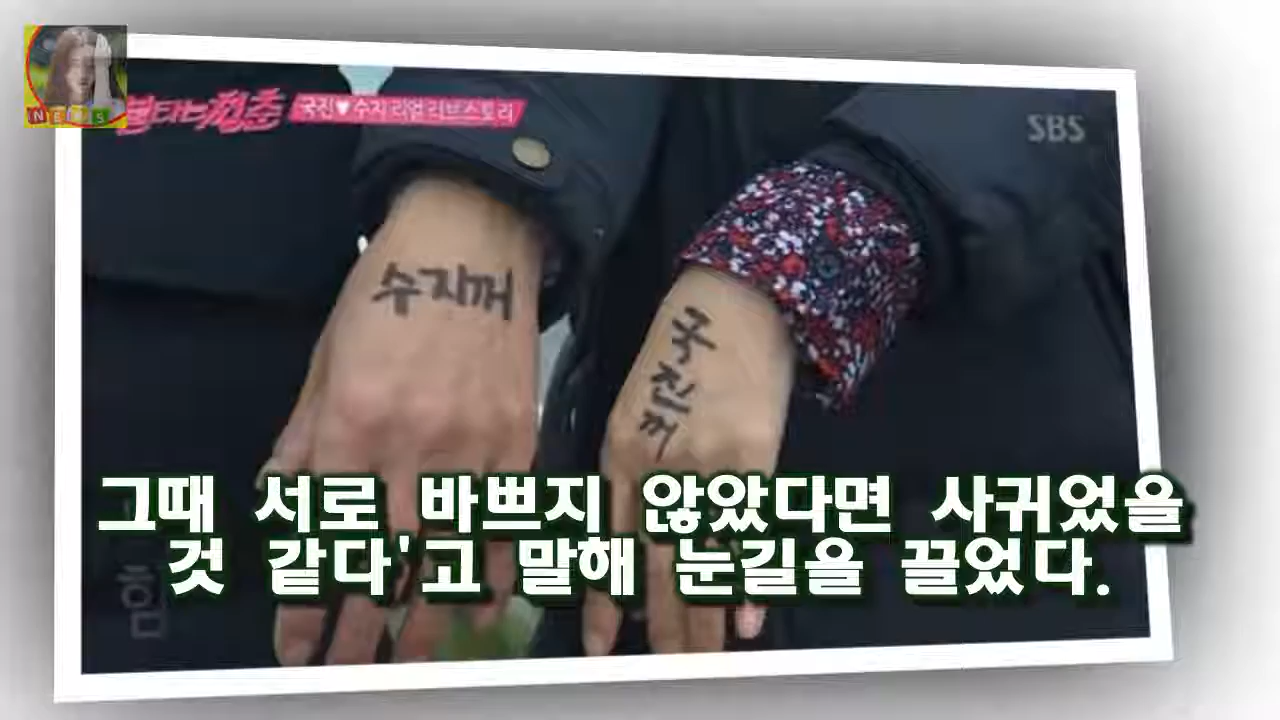 NEWS
불타는 청춘
국진♥수지 리얼 러브스토리
SBS
수지꺼
국
진
꺼
그때 서로 바쁘지 않았다면 사귀었을
것 같다'고 말해 눈길을 끌었다.
힘